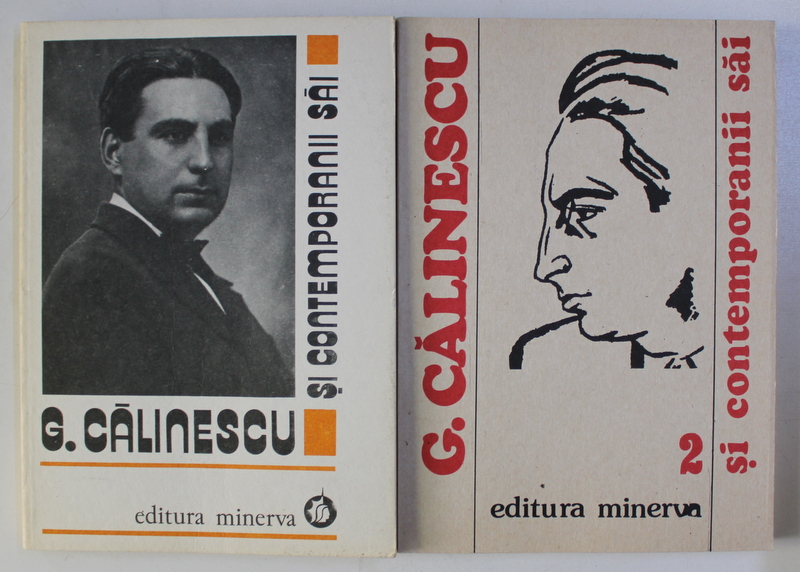 ȘI CONTEMPORANII SĂI
G. CĂLINESCU
editura minerva
G. CĂLINESCU
2
și contemporanii săi
editura minerva